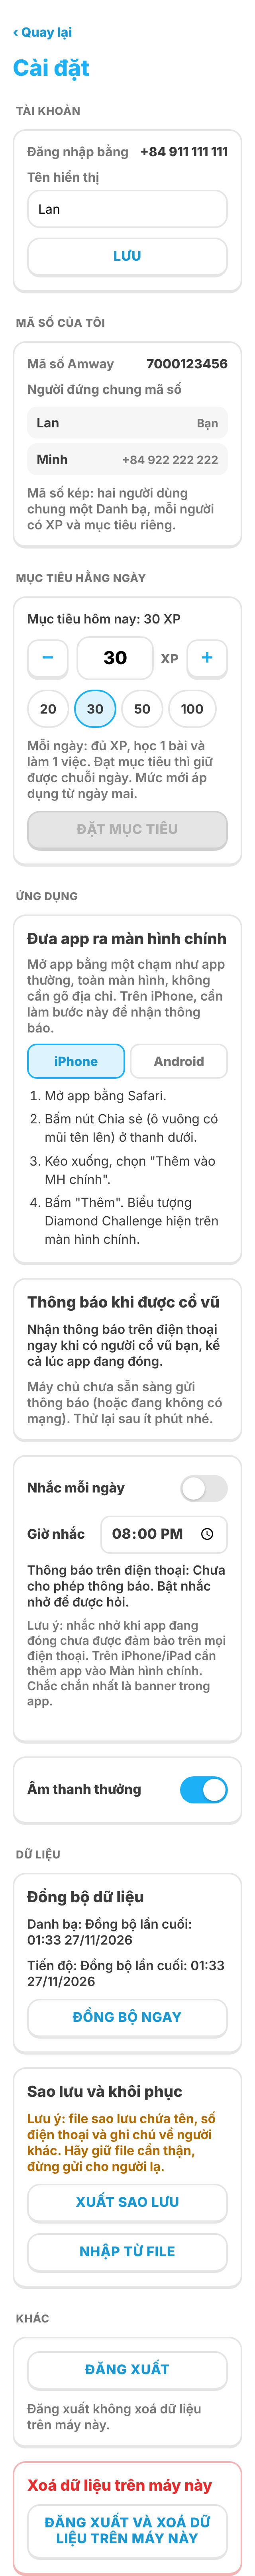 ‹ Quay lại
Cài đặt
TÀI KHOẢN
Đăng nhập bằng +84 911 111 111
Tên hiển thị
Lan
LƯU
MÃ SỐ CỦA TÔI
Mã số Amway 7000123456
Người đứng chung mã số
Lan Bạn
Minh +84 922 222 222
Mã số kép: hai người dùng
chung một Danh bạ, mỗi người
có XP và mục tiêu riêng.
MỤC TIÊU HẰNG NGÀY
Mục tiêu hôm nay: 30 XP
− 30 XP +
20 30 50 100
Mỗi ngày: đủ XP, học 1 bài và
làm 1 việc. Đạt mục tiêu thì giữ
được chuỗi ngày. Mức mới áp
dụng từ ngày mai.
ĐẶT MỤC TIÊU
ỨNG DỤNG
Đưa app ra màn hình chính
Mở app bằng một chạm như app
thường, toàn màn hình, không
cần gõ địa chỉ. Trên iPhone, cần
làm bước này để nhận thông
báo.
iPhone Android
1. Mở app bằng Safari.
2. Bấm nút Chia sẻ (ô vuông có
mũi tên lên) ở thanh dưới.
3. Kéo xuống, chọn "Thêm vào
MH chính".
4. Bấm "Thêm". Biểu tượng
Diamond Challenge hiện trên
màn hình chính.
Thông báo khi được cổ vũ
Nhận thông báo trên điện thoại
ngay khi có người cổ vũ bạn, kể
cả lúc app đang đóng.
Máy chủ chưa sẵn sàng gửi
thông báo (hoặc đang không có
mạng). Thử lại sau ít phút nhé.
Nhắc mỗi ngày
Giờ nhắc 08:00 PM
Thông báo trên điện thoại: Chưa
cho phép thông báo. Bật nhắc
nhở để được hỏi.
Lưu ý: nhắc nhở khi app đang
đóng chưa được đảm bảo trên mọi
điện thoại. Trên iPhone/iPad cần
thêm app vào Màn hình chính.
Chắc chắn nhất là banner trong
app.
Âm thanh thưởng
DỮ LIỆU
Đồng bộ dữ liệu
Danh bạ: Đồng bộ lần cuối:
01:33 27/11/2026
Tiến độ: Đồng bộ lần cuối: 01:33
27/11/2026
ĐỒNG BỘ NGAY
Sao lưu và khôi phục
Lưu ý: file sao lưu chứa tên, số
điện thoại và ghi chú về người
khác. Hãy giữ file cẩn thận,
đừng gửi cho người lạ.
XUẤT SAO LƯU
NHẬP TỪ FILE
KHÁC
ĐĂNG XUẤT
Đăng xuất không xoá dữ liệu
trên máy này.
Xoá dữ liệu trên máy này
ĐĂNG XUẤT VÀ XOÁ DỮ
LIỆU TRÊN MÁY NÀY